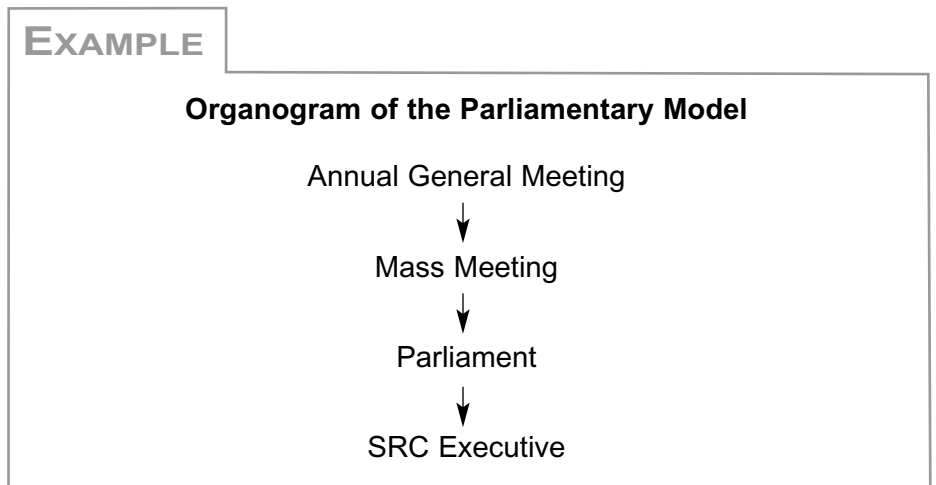 EXAMPLE
Organogram of the Parliamentary Model
Annual General Meeting
Mass Meeting
Parliament
SRC Executive